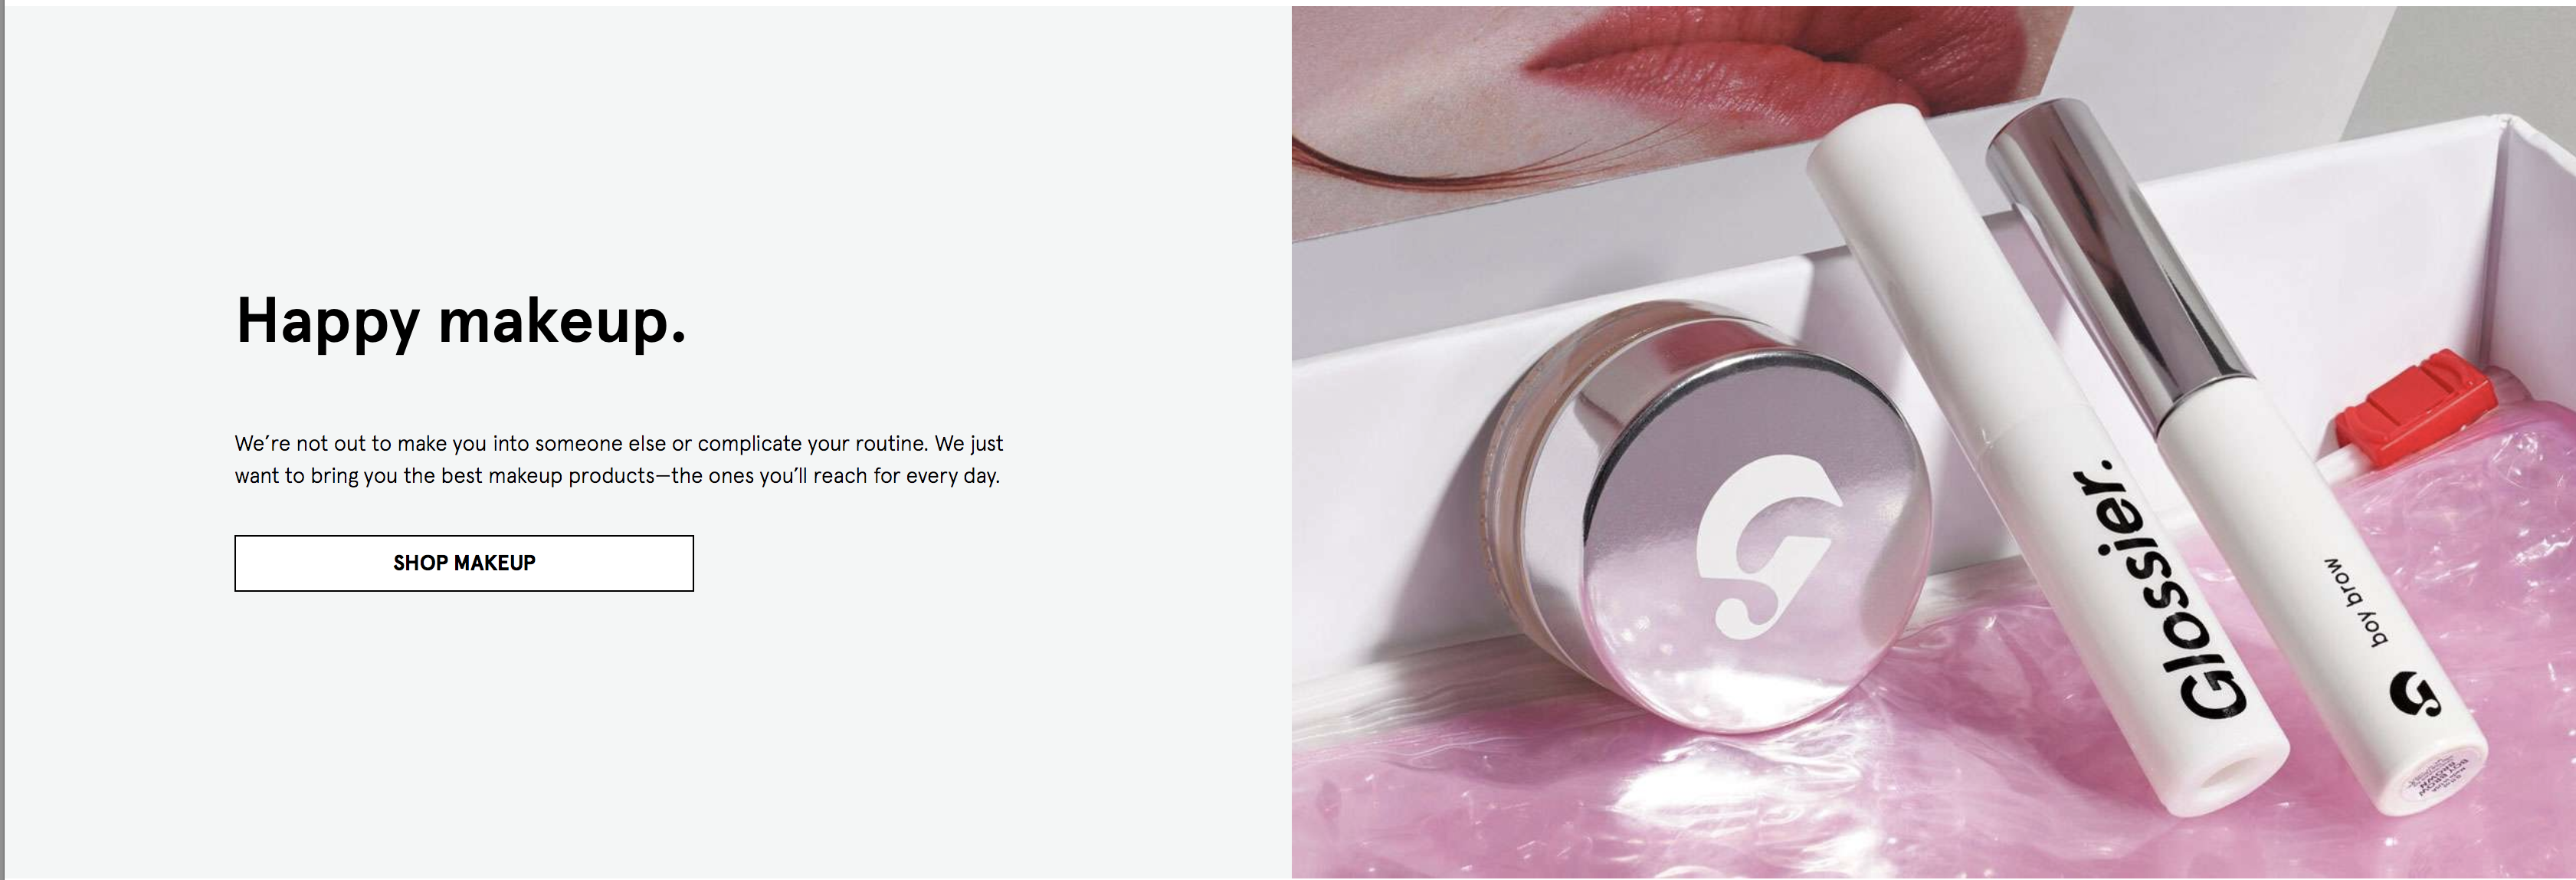 Happy makeup.
We’re not out to make you into someone else or complicate your routine. We just
want to bring you the best makeup products—the ones you’ll reach for every day.
SHOP MAKEUP
G
Glossier.
boy brow
G